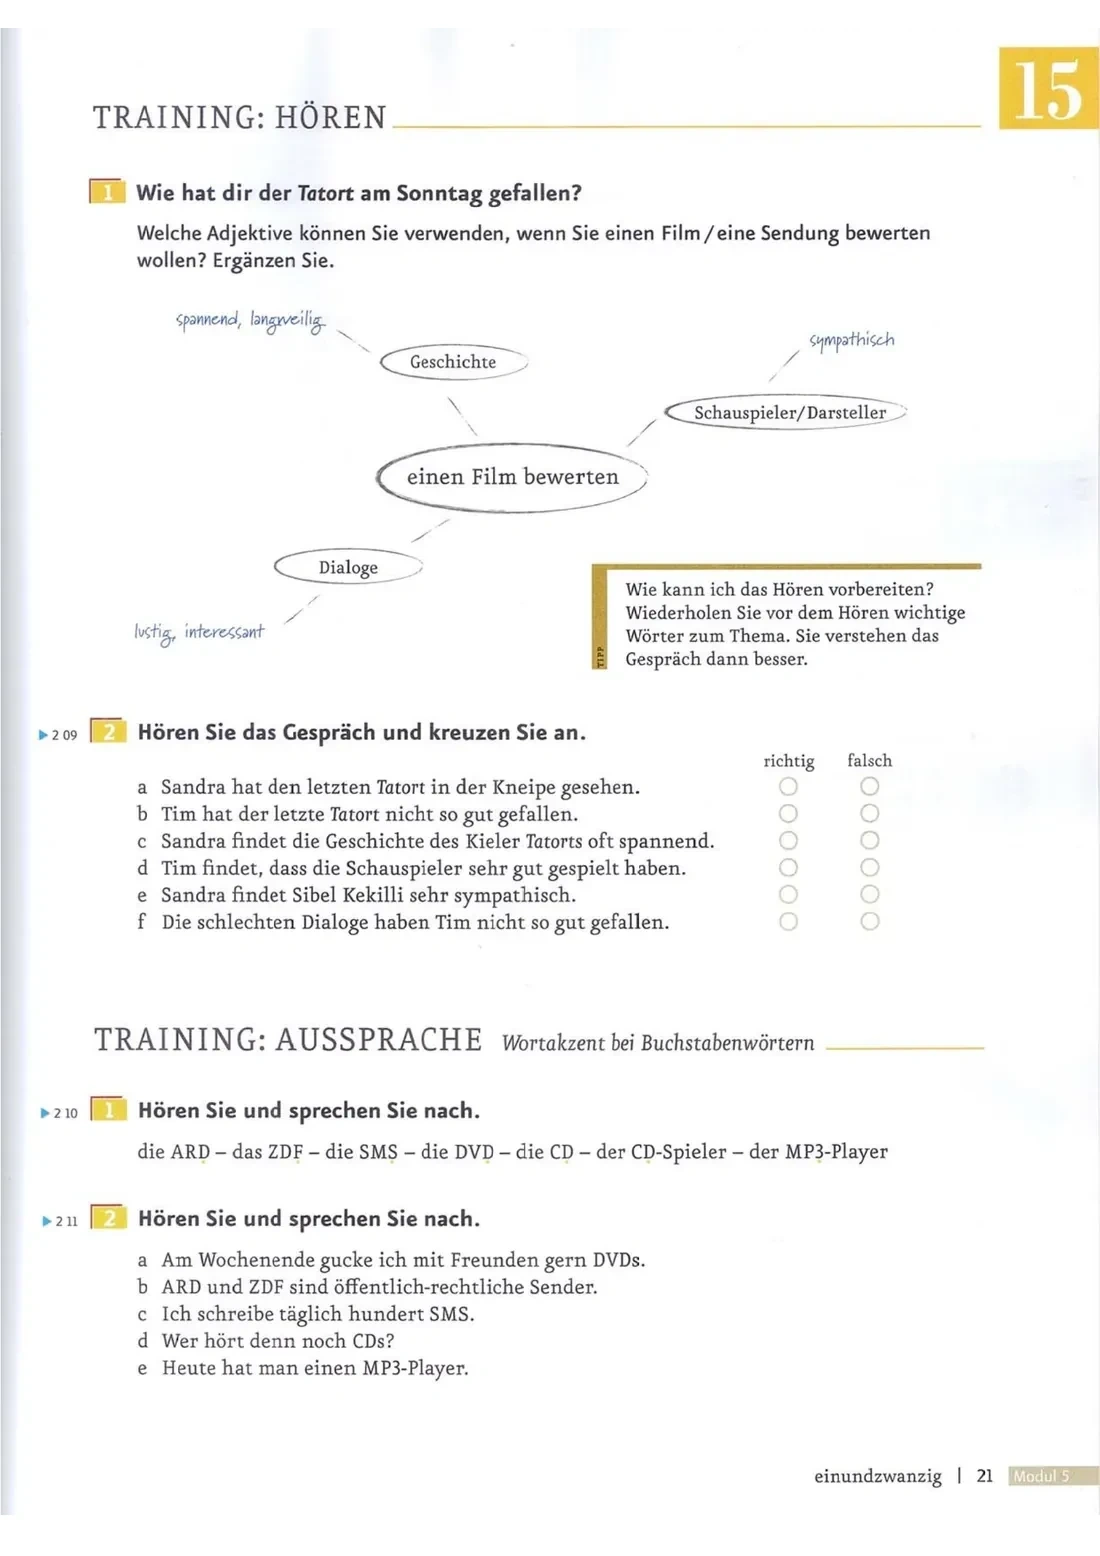 15
TRAINING: HÖREN
1 Wie hat dir der Tatort am Sonntag gefallen?
Welche Adjektive können Sie verwenden, wenn Sie einen Film / eine Sendung bewerten
wollen? Ergänzen Sie.
spannend, langweilig
sympathisch
Geschichte
Schauspieler/Darsteller
einen Film bewerten
Dialoge
lustig, interessant
TIPP
Wie kann ich das Hören vorbereiten?
Wiederholen Sie vor dem Hören wichtige
Wörter zum Thema. Sie verstehen das
Gespräch dann besser.
▶ 2 09 2 Hören Sie das Gespräch und kreuzen Sie an.
richtig falsch
a Sandra hat den letzten Tatort in der Kneipe gesehen.
b Tim hat der letzte Tatort nicht so gut gefallen.
c Sandra findet die Geschichte des Kieler Tatorts oft spannend.
d Tim findet, dass die Schauspieler sehr gut gespielt haben.
e Sandra findet Sibel Kekilli sehr sympathisch.
f Die schlechten Dialoge haben Tim nicht so gut gefallen.
TRAINING: AUSSPRACHE Wortakzent bei Buchstabenwörtern
▶ 2 10 1 Hören Sie und sprechen Sie nach.
die ARD – das ZDF – die SMS – die DVD – die CD – der CD-Spieler – der MP3-Player
▶ 2 11 2 Hören Sie und sprechen Sie nach.
a Am Wochenende gucke ich mit Freunden gern DVDs.
b ARD und ZDF sind öffentlich-rechtliche Sender.
c Ich schreibe täglich hundert SMS.
d Wer hört denn noch CDs?
e Heute hat man einen MP3-Player.
einundzwanzig | 21 Modul 5